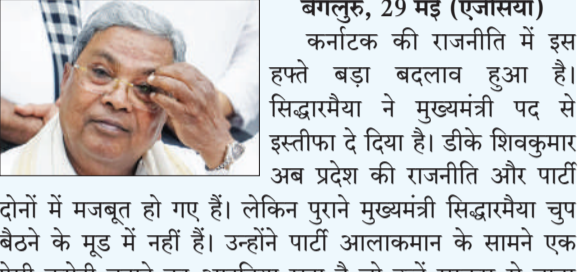 बेंगलुरु, 29 मई (एजेंसियां)
कर्नाटक की राजनीति में इस
हफ्ते बड़ा बदलाव हुआ है।
सिद्धारमैया ने मुख्यमंत्री पद से
इस्तीफा दे दिया है। डीके शिवकुमार
अब प्रदेश की राजनीति और पार्टी
दोनों में मजबूत हो गए हैं। लेकिन पुराने मुख्यमंत्री सिद्धारमैया चुप
बैठने के मूड में नहीं हैं। उन्होंने पार्टी आलाकमान के सामने एक